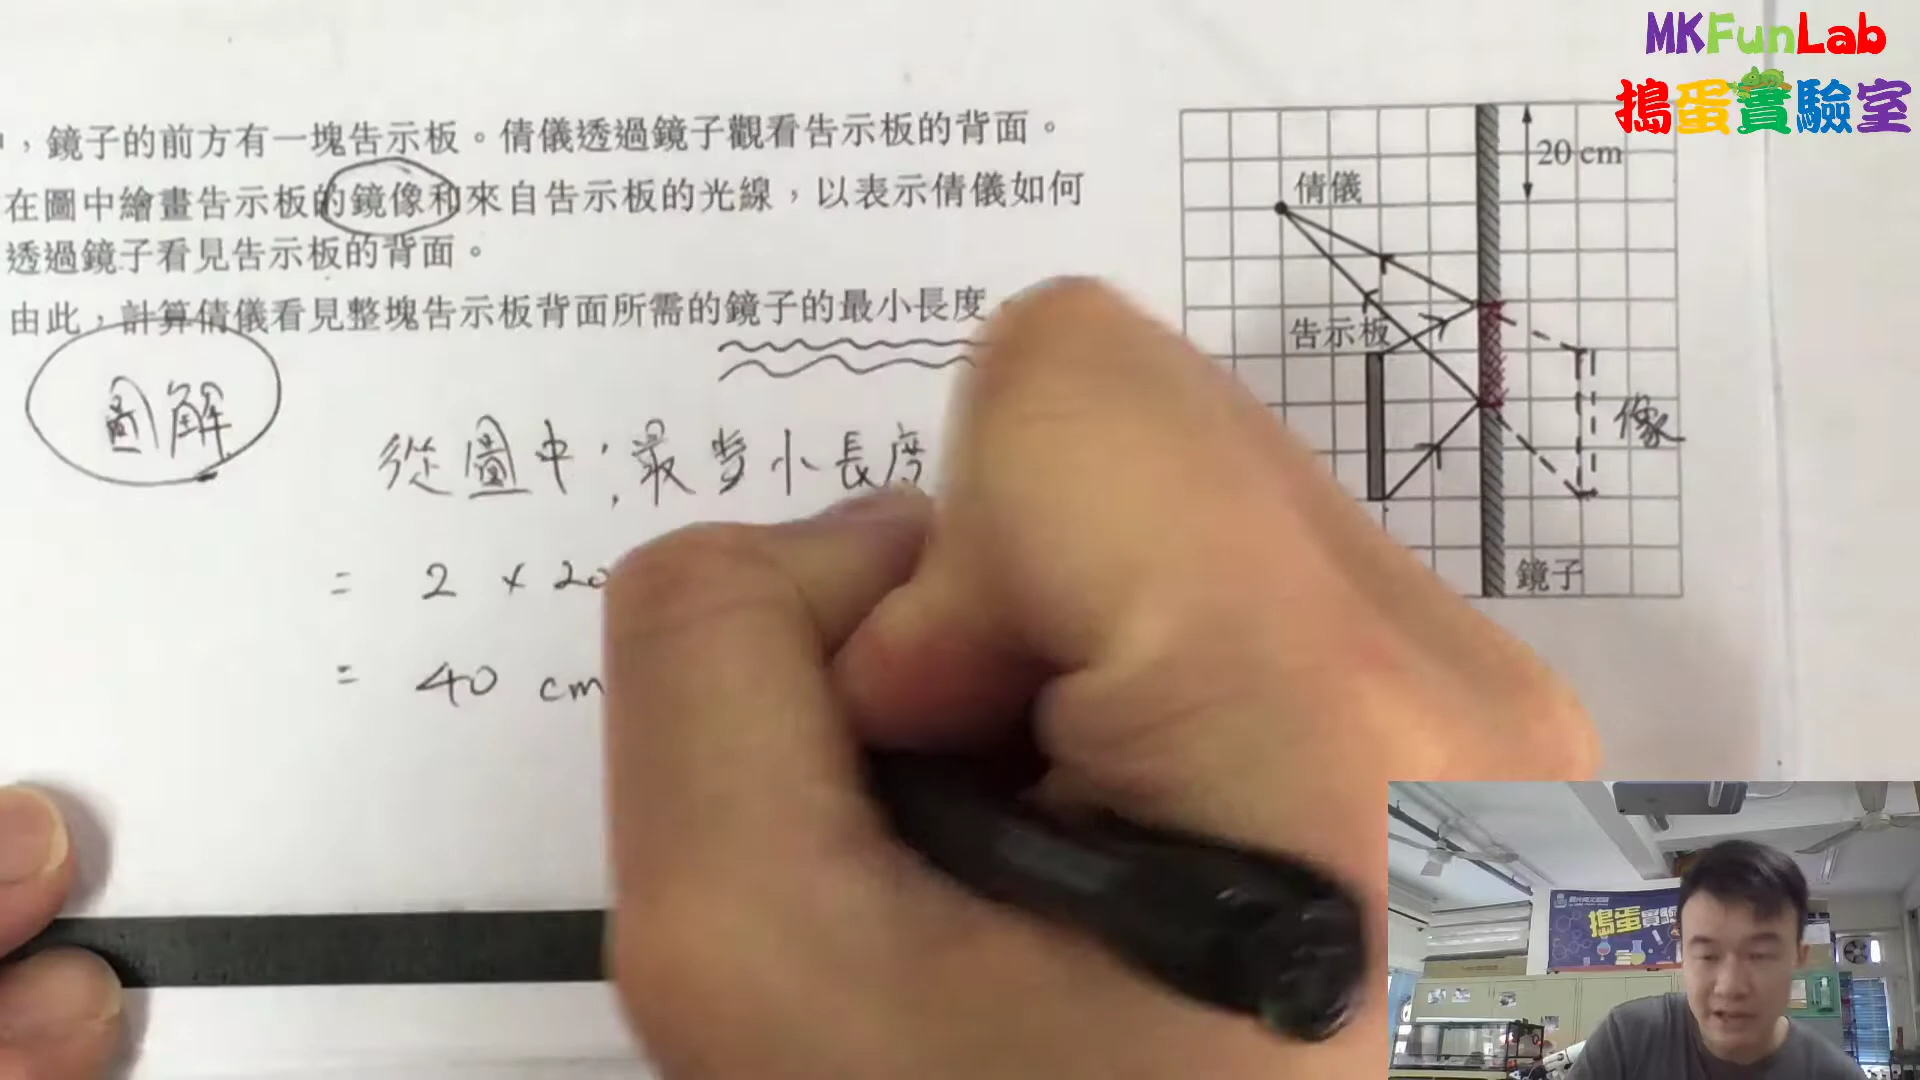 MKFunLab
搗蛋實驗室
，鏡子的前方有一塊告示板。倩儀透過鏡子觀看告示板的背面。
在圖中繪畫告示板的鏡像和來自告示板的光線，以表示倩儀如何
透過鏡子看見告示板的背面。
由此，計算倩儀看見整塊告示板背面所需的鏡子的最小長度
圖解
從圖中，最小長度
= 2 × 20
= 40 cm
20 cm
倩儀
告示板
像
鏡子
搗蛋實驗